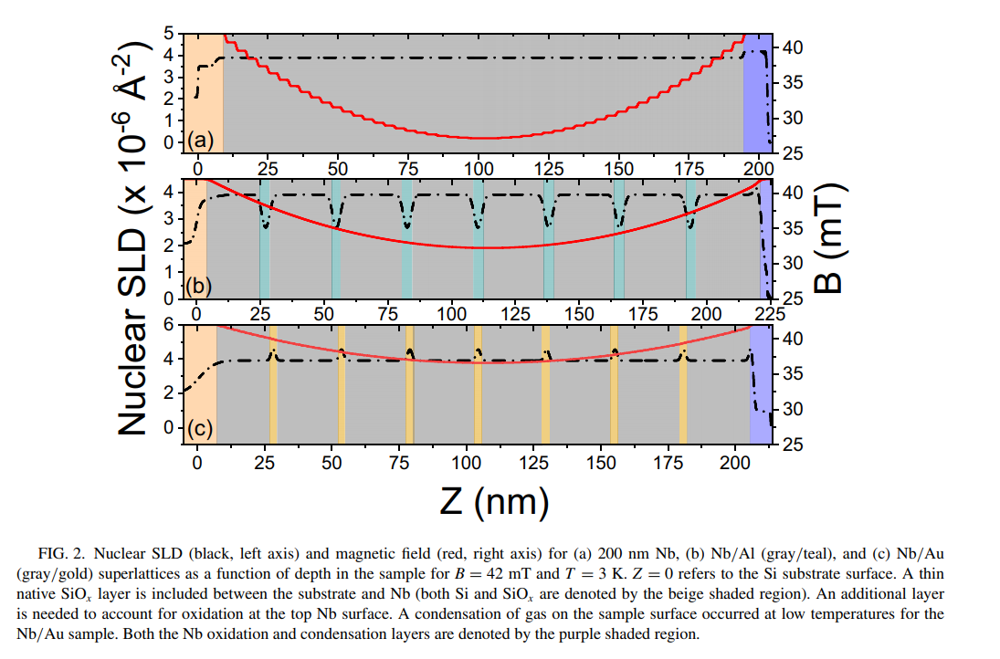 Nuclear SLD (x 10-6 Å-2)
B (mT)
5
4
3
2
1
0
(a)
40
35
30
25
0 25 50 75 100 125 150 175 200
4
3
2
1
0
(b)
40
35
30
25
0 25 50 75 100 125 150 175 200 225
6
4
2
0
(c)
40
35
30
25
0 25 50 75 100 125 150 175 200
Z (nm)
FIG. 2. Nuclear SLD (black, left axis) and magnetic field (red, right axis) for (a) 200 nm Nb, (b) Nb/Al (gray/teal), and (c) Nb/Au
(gray/gold) superlattices as a function of depth in the sample for B = 42 mT and T = 3 K. Z = 0 refers to the Si substrate surface. A thin
native SiOx layer is included between the substrate and Nb (both Si and SiOx are denoted by the beige shaded region). An additional layer
is needed to account for oxidation at the top Nb surface. A condensation of gas on the sample surface occurred at low temperatures for the
Nb/Au sample. Both the Nb oxidation and condensation layers are denoted by the purple shaded region.